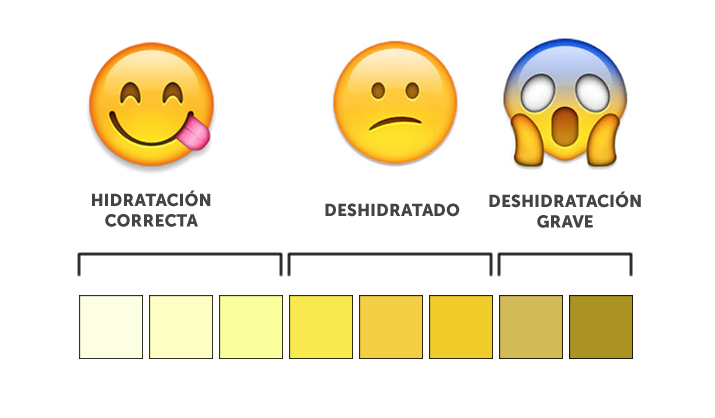 HIDRATACIÓN
CORRECTA
DESHIDRATADO
DESHIDRATACIÓN
GRAVE